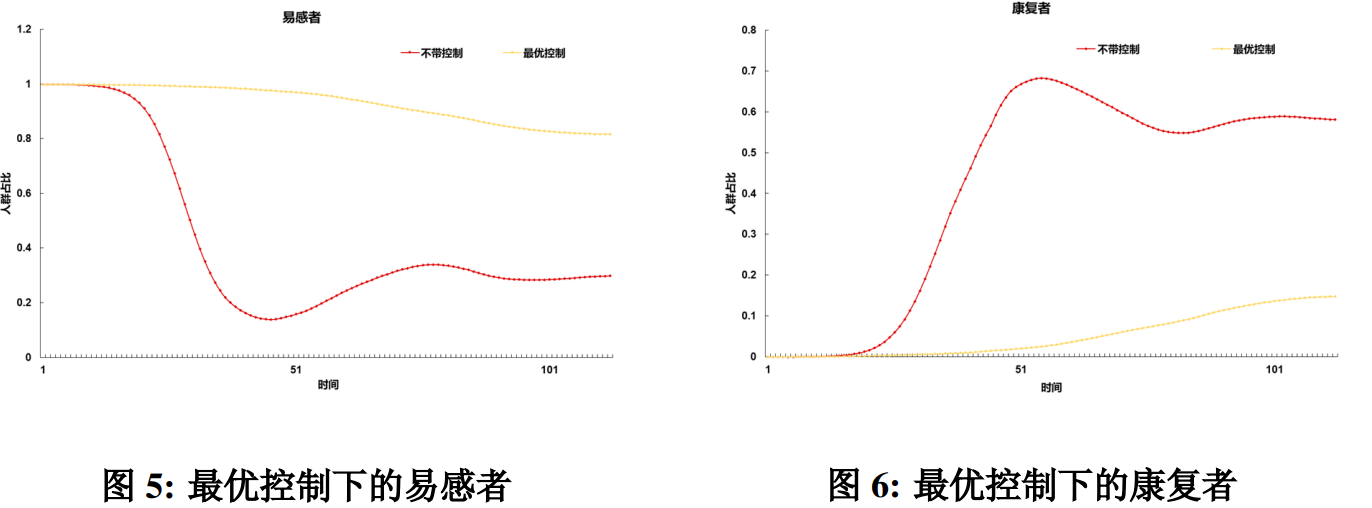 易感者
不带控制 最优控制
1.2
1
0.8
0.6
0.4
0.2
0
人群占比
1 51 101
时间
图 5: 最优控制下的易感者
康复者
不带控制 最优控制
0.8
0.7
0.6
0.5
0.4
0.3
0.2
0.1
0
人群占比
1 51 101
时间
图 6: 最优控制下的康复者